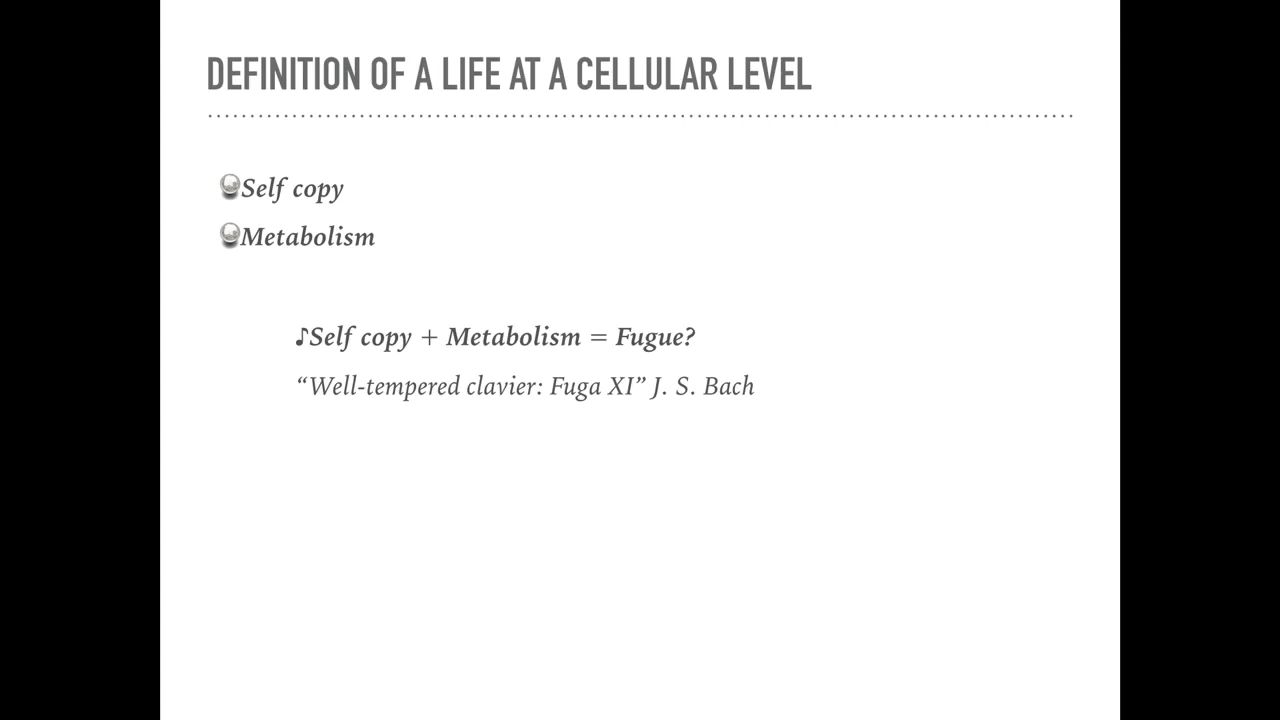 DEFINITION OF A LIFE AT A CELLULAR LEVEL
Self copy
Metabolism
♪Self copy + Metabolism = Fugue?
“Well-tempered clavier: Fuga XI” J. S. Bach